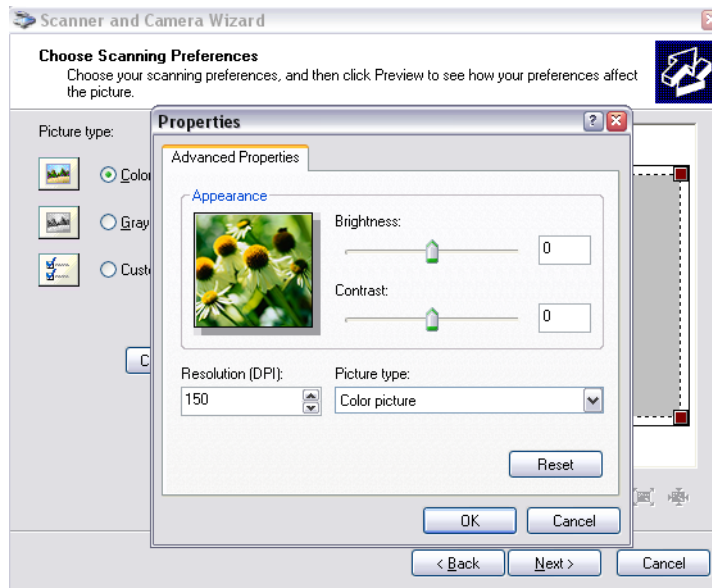 Scanner and Camera Wizard
Choose Scanning Preferences
Choose your scanning preferences, and then click Preview to see how your preferences affect
the picture.
Picture type:
Properties
Advanced Properties
Appearance
Brightness:
0
Contrast:
0
Resolution (DPI):
150
Picture type:
Color picture
Reset
OK
Cancel
< Back
Next >
Cancel